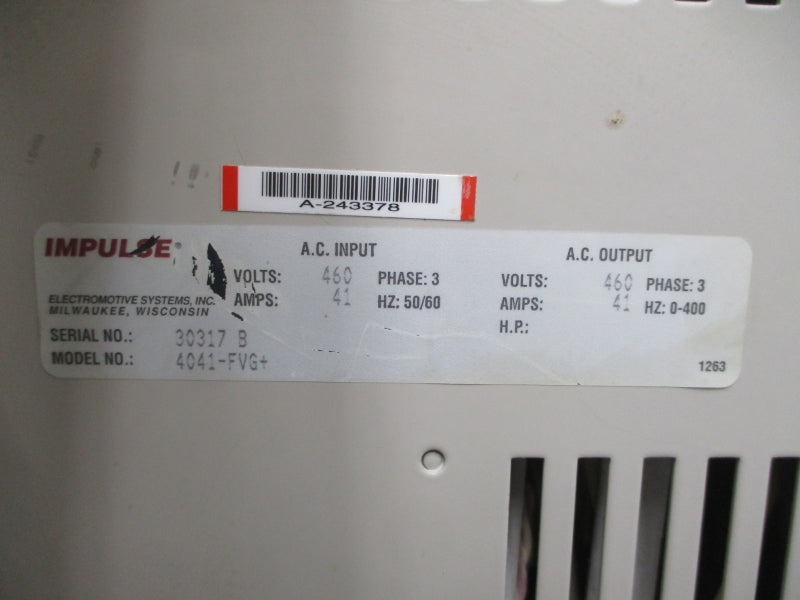 A-243378
IMPULSE
A.C. INPUT
VOLTS: 460 PHASE: 3
AMPS: 41 HZ: 50/60
A.C. OUTPUT
VOLTS: 460 PHASE: 3
AMPS: 41 HZ: 0-400
H.P.:
ELECTROMOTIVE SYSTEMS, INC.
MILWAUKEE, WISCONSIN
SERIAL NO.: 30317 B
MODEL NO.: 4041-FVG+
1263